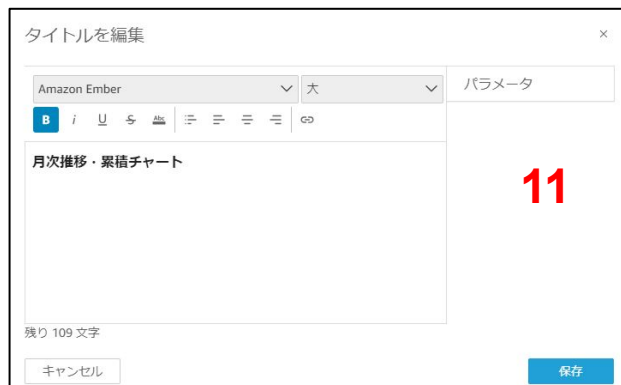 タイトルを編集 ×
Amazon Ember 大 パラメータ
B i U S Abc
月次推移・累積チャート
11
残り 109 文字
キャンセル 保存